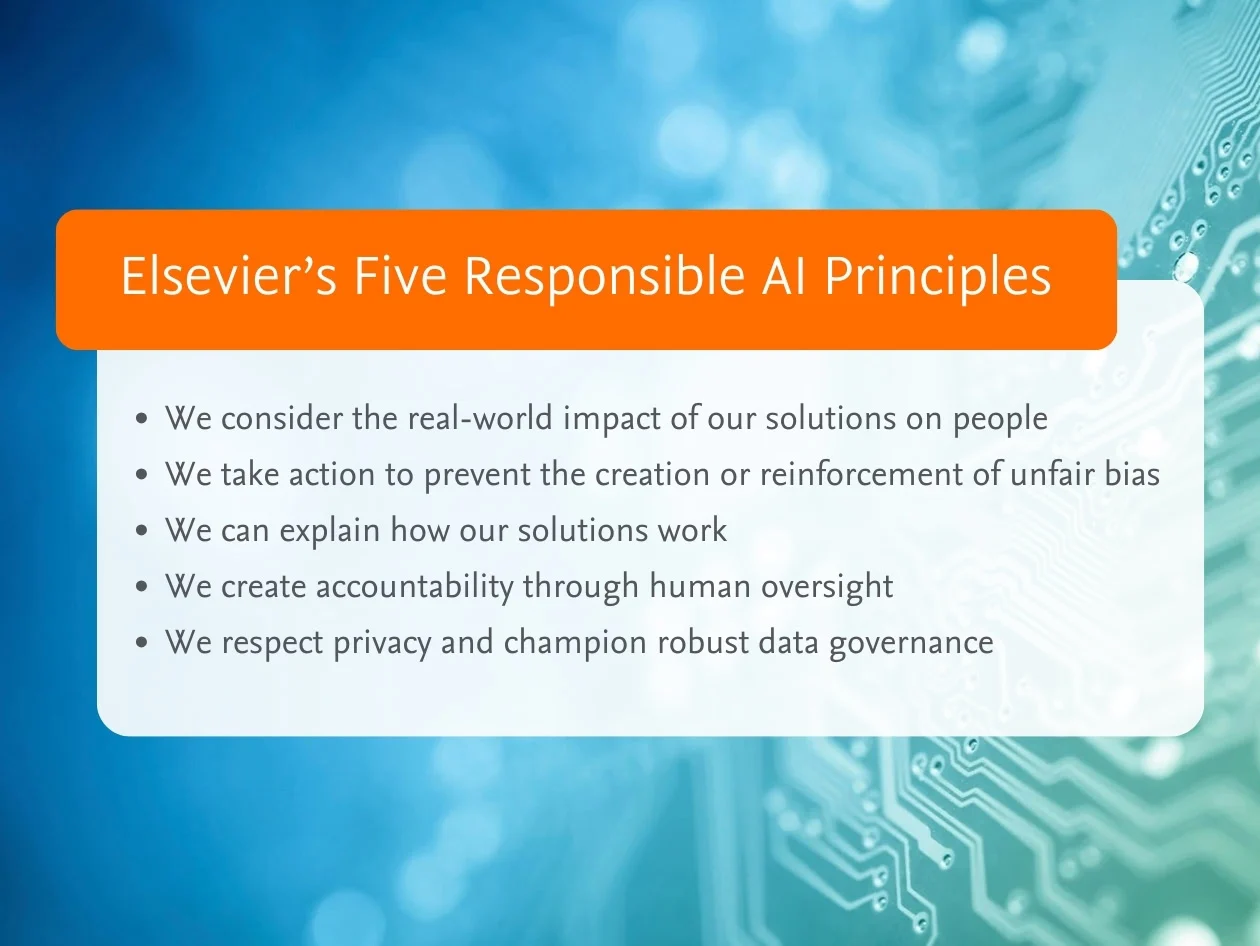 Elsevier’s Five Responsible AI Principles
• We consider the real-world impact of our solutions on people
• We take action to prevent the creation or reinforcement of unfair bias
• We can explain how our solutions work
• We create accountability through human oversight
• We respect privacy and champion robust data governance